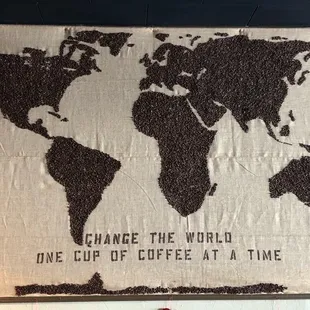 CHANGE THE WORLD
ONE CUP OF COFFEE AT A TIME